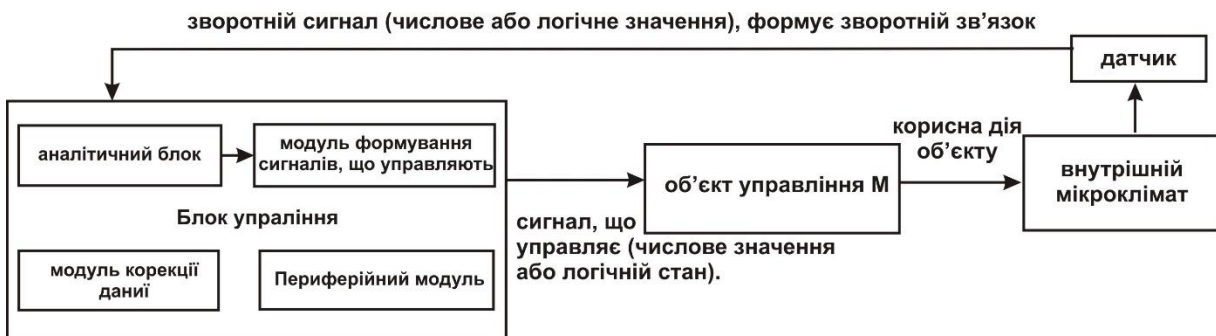 зворотній сигнал (числове або логічне значення), формує зворотній зв’язок
датчик
аналітичний блок
модуль формування
сигналів, що управляють
Блок упраління
модуль корекції
даниї
Периферійний модуль
сигнал, що
управляє (числове значення
або логічній стан).
об’єкт управління М
корисна дія
об’єкту
внутрішній
мікроклімат